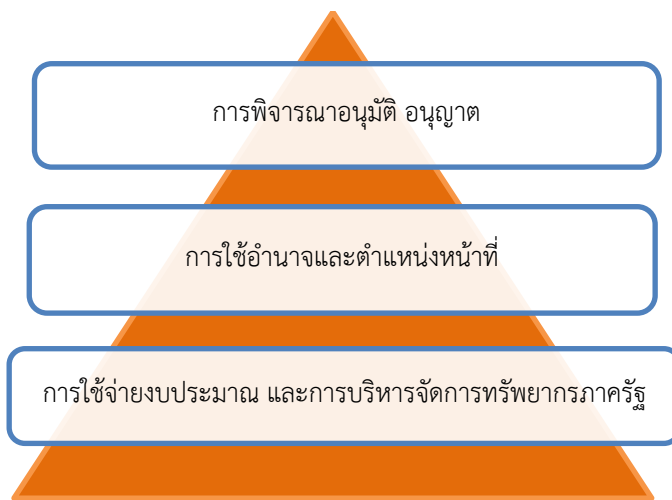 การพิจารณาอนุมัติ อนุญาต
การใช้อำนาจและตำแหน่งหน้าที่
การใช้จ่ายงบประมาณ และการบริหารจัดการทรัพยากรภาครัฐ